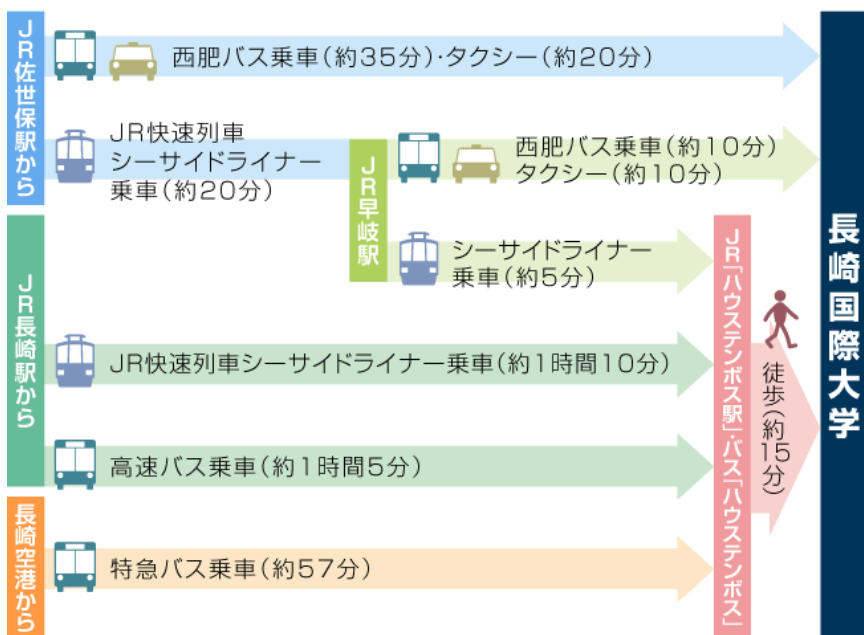 JR佐世保駅から
西肥バス乗車(約35分)・タクシー(約20分)
JR快速列車
シーサイドライナー
乗車(約20分)
JR早岐駅
西肥バス乗車(約10分)
タクシー(約10分)
シーサイドライナー
乗車(約5分)
JR長崎駅から
JR快速列車シーサイドライナー乗車(約1時間10分)
高速バス乗車(約1時間5分)
長崎空港から
特急バス乗車(約57分)
JR「ハウステンボス駅」・バス「ハウステンボス」
徒歩(約15分)
長崎国際大学